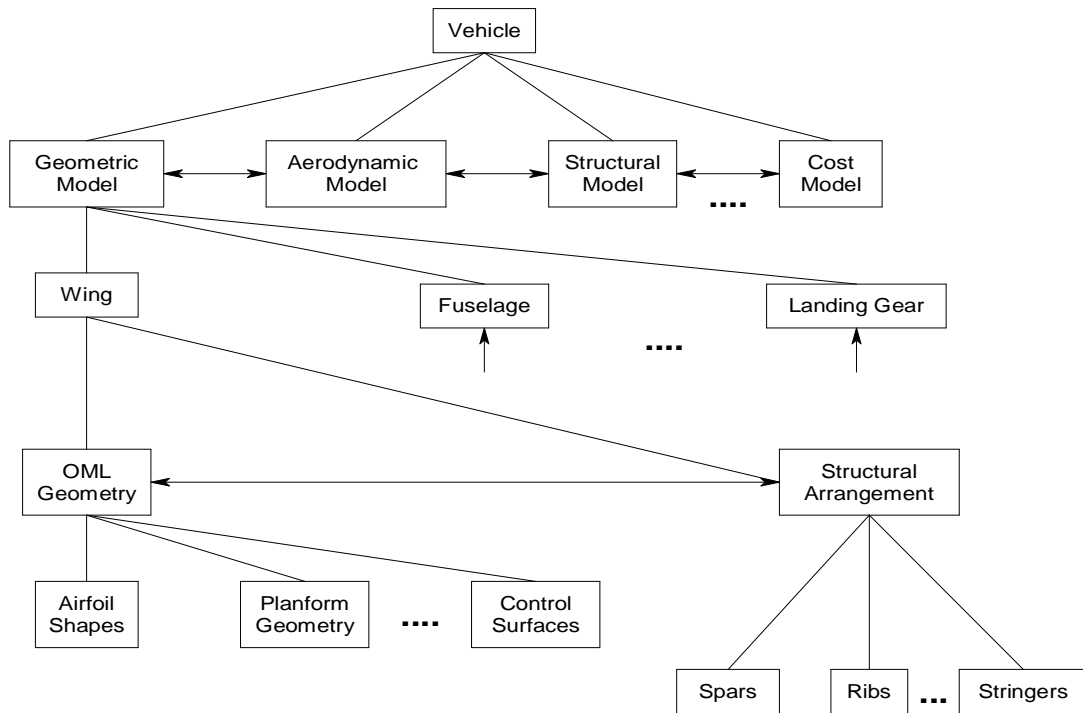 Vehicle
Geometric
Model
Aerodynamic
Model
Structural
Model
....
Cost
Model
Wing
Fuselage
....
Landing Gear
OML
Geometry
Structural
Arrangement
Airfoil
Shapes
Planform
Geometry
....
Control
Surfaces
Spars
Ribs
...
Stringers